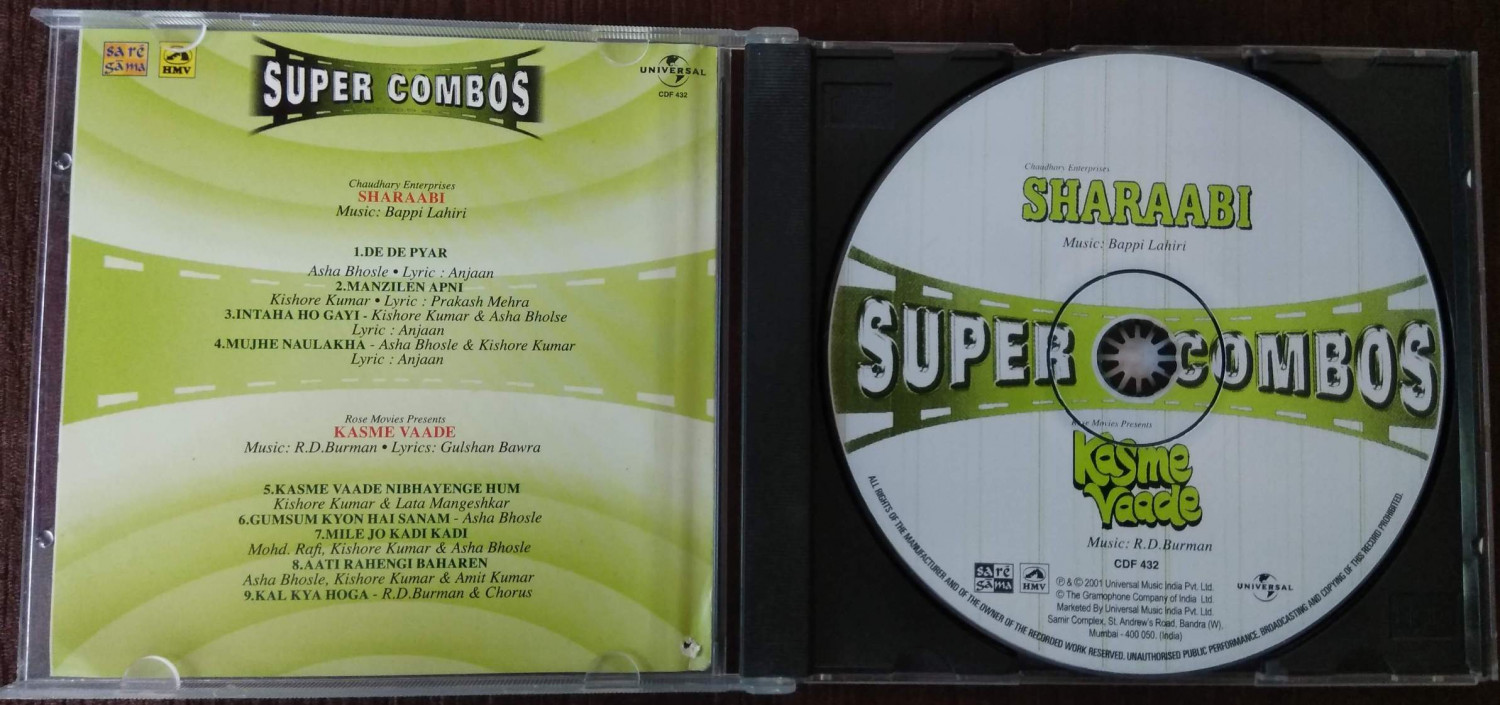 sa rē
gāma
HMV
SUPER COMBOS
UNIVERSAL
CDF 432
Chaudhary Enterprises
SHARAABI
Music: Bappi Lahiri
1.DE DE PYAR
Asha Bhosle • Lyric : Anjaan
2.MANZILEN APNI
Kishore Kumar • Lyric : Prakash Mehra
3.INTAHA HO GAYI - Kishore Kumar & Asha Bholse
Lyric : Anjaan
4.MUJHE NAULAKHA - Asha Bhosle & Kishore Kumar
Lyric : Anjaan
Rose Movies Presents
KASME VAADE
Music: R.D.Burman • Lyrics: Gulshan Bawra
5.KASME VAADE NIBHAYENGE HUM
Kishore Kumar & Lata Mangeshkar
6.GUMSUM KYON HAI SANAM - Asha Bhosle
7.MILE JO KADI KADI
Mohd. Rafi, Kishore Kumar & Asha Bhosle
8.AATI RAHENGI BAHAREN
Asha Bhosle, Kishore Kumar & Amit Kumar
9.KAL KYA HOGA - R.D.Burman & Chorus
Chaudhary Enterprises
SHARAABI
Music: Bappi Lahiri
SUPER COMBOS
Rose Movies Presents
Kasme
Vaade
Music: R.D.Burman
CDF 432
sa rē
gāma
HMV
℗ & © 2001 Universal Music India Pvt. Ltd.
© The Gramophone Company of India Ltd.
Marketed By Universal Music India Pvt. Ltd.
Samir Complex, St. Andrew's Road, Bandra (W),
Mumbai - 400 050. (India)
UNIVERSAL
ALL RIGHTS OF THE MANUFACTURER AND OF THE OWNER OF THE RECORDED WORK RESERVED. UNAUTHORISED PUBLIC PERFORMANCE, BROADCASTING AND COPYING OF THIS RECORD PROHIBITED.